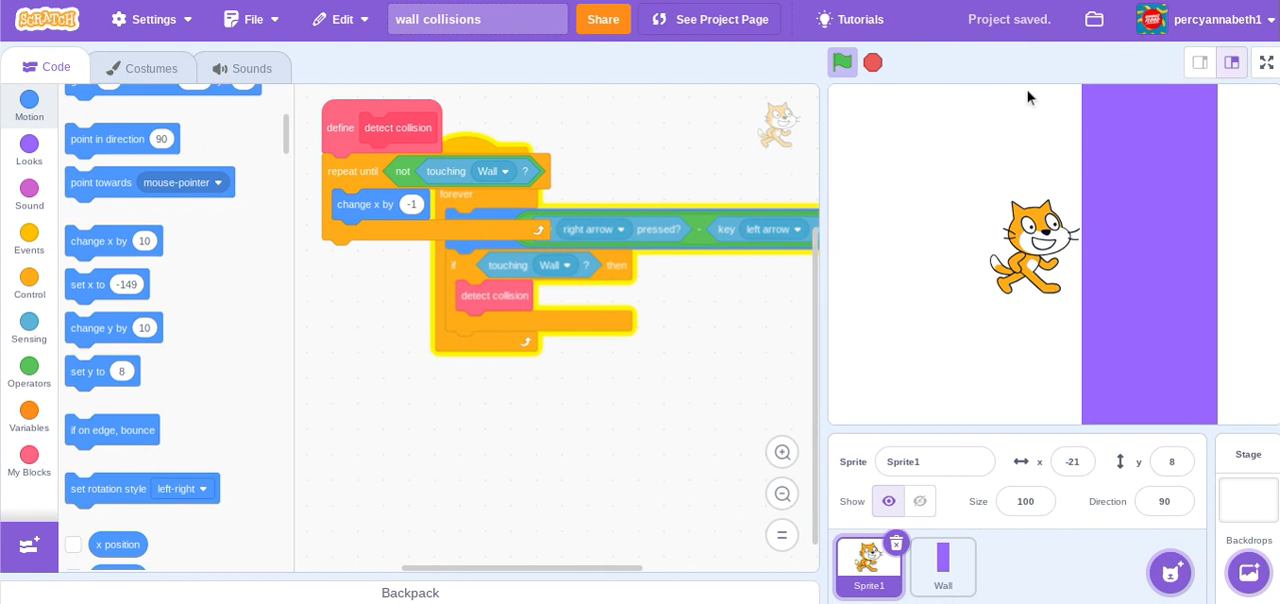 SCRATCH Settings File Edit wall collisions Share See Project Page Tutorials Project saved. percyannabeth1
Code Costumes Sounds
Motion
Looks
Sound
Events
Control
Sensing
Operators
Variables
My Blocks
point in direction 90
point towards mouse-pointer
change x by 10
set x to -149
change y by 10
set y to 8
if on edge, bounce
set rotation style left-right
x position
define detect collision
repeat until not touching Wall ?
change x by -1
forever
right arrow pressed? - key left arrow
if touching Wall ? then
detect collision
Sprite Sprite1 x -21 y 8
Show Size 100 Direction 90
Sprite1 Wall
Stage
Backdrops
Backpack